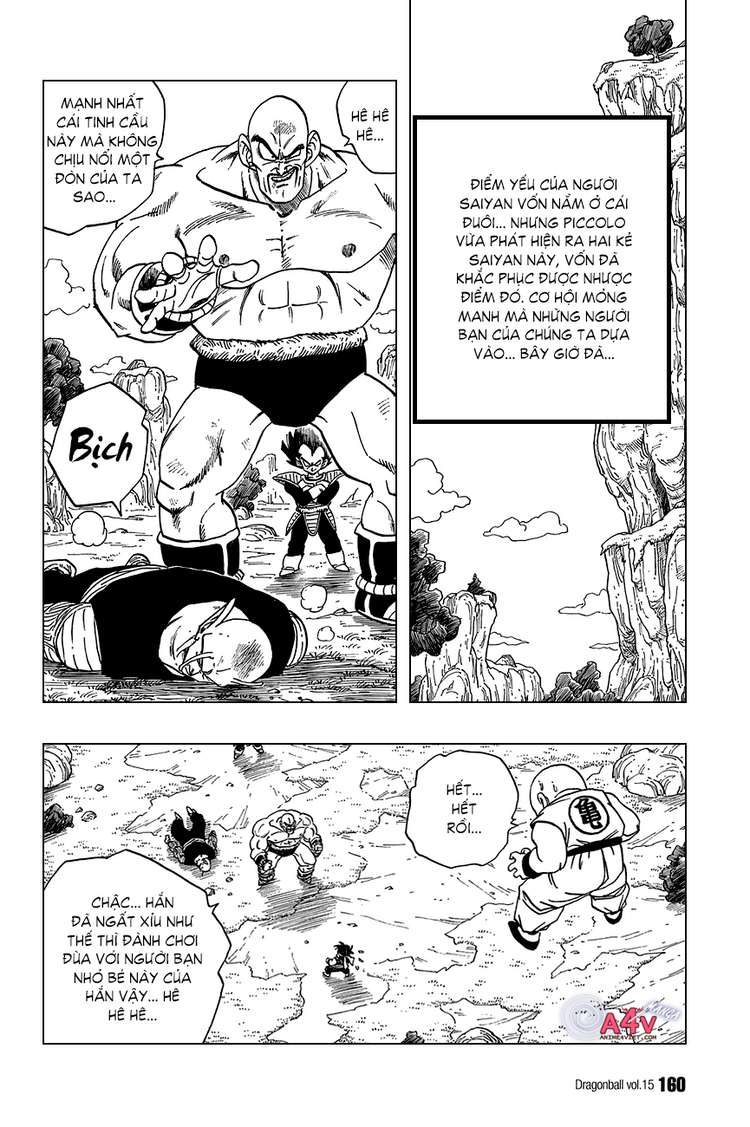 MẠNH NHẤT
CÁI TINH CẦU
NÀY MÀ KHÔNG
CHỊU NỔI MỘT
ĐÓN CỦA TA
SAO...
HÊ HÊ
HÊ...
ĐIỂM YẾU CỦA NGƯỜI
SAIYAN VỐN NẰM Ở CÁI
ĐUÔI... NHƯNG PICCOLO
VỪA PHÁT HIỆN RA HAI KẺ
SAIYAN NÀY, VỐN ĐÃ
KHẮC PHỤC ĐƯỢC NHƯỢC
ĐIỂM ĐÓ. CƠ HỘI MỎNG
MANH MÀ NHỮNG NGƯỜI
BẠN CỦA CHÚNG TA DỰA
VÀO... BÂY GIỜ ĐÃ...
Bịch
HẾT...
HẾT
RỒI...
亀
CHẬC... HẮN
ĐÃ NGẤT XỈU NHƯ
THẾ THÌ ĐÀNH CHƠI
ĐÙA VỚI NGƯỜI BẠN
NHỎ BÉ NÀY CỦA
HẮN VẬY... HÊ
HÊ HÊ...
A4V
ANIME4VIET.COM
Dragonball vol.15 160